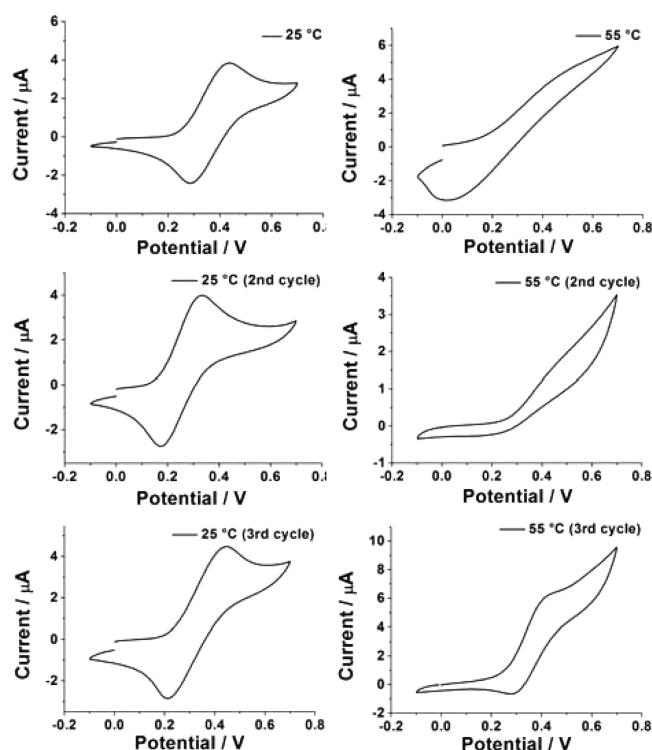 25 °C
Current / µA
6
4
2
0
-2
-4
-0.2 0.0 0.2 0.4 0.6 0.8
Potential / V
55 °C
Current / µA
6
4
2
0
-2
-4
-0.2 0.0 0.2 0.4 0.6 0.8
Potential / V
25 °C (2nd cycle)
Current / µA
4
2
0
-2
-0.2 0.0 0.2 0.4 0.6 0.8
Potential / V
55 °C (2nd cycle)
Current / µA
4
3
2
1
0
-1
-0.2 0.0 0.2 0.4 0.6 0.8
Potential / V
25 °C (3rd cycle)
Current / µA
4
2
0
-2
-0.2 0.0 0.2 0.4 0.6 0.8
Potential / V
55 °C (3rd cycle)
Current / µA
10
8
6
4
2
0
-2
-0.2 0.0 0.2 0.4 0.6 0.8
Potential / V